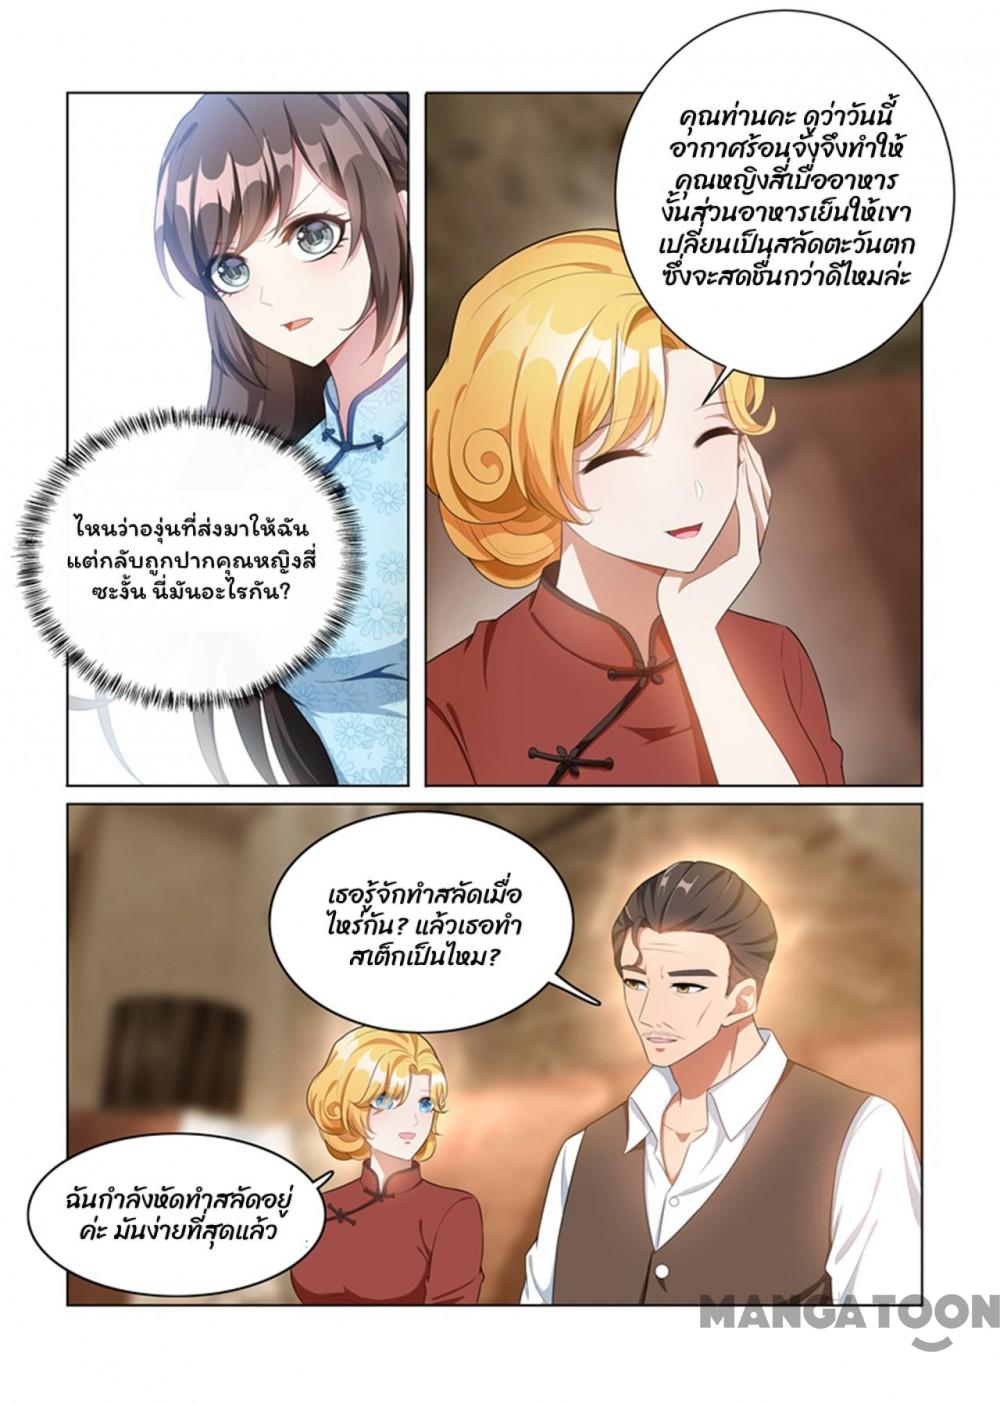 ไหนว่าองุ่นที่ส่งมาให้ฉัน
แต่กลับถูกปากคุณหญิงสี่
ซะงั้น นี่มันอะไรกัน?
คุณท่านคะ ดูว่าวันนี้
อากาศร้อนจังจึงทำให้
คุณหญิงสี่เบื่ออาหาร
งั้นส่วนอาหารเย็นให้เขา
เปลี่ยนเป็นสลัดตะวันตก
ซึ่งจะสดชื่นกว่าดีไหมล่ะ
เธอรู้จักทำสลัดเมื่อ
ไหร่กัน? แล้วเธอทำ
สเต็กเป็นไหม?
ฉันกำลังหัดทำสลัดอยู่
ค่ะ มันง่ายที่สุดแล้ว
MANGATOON